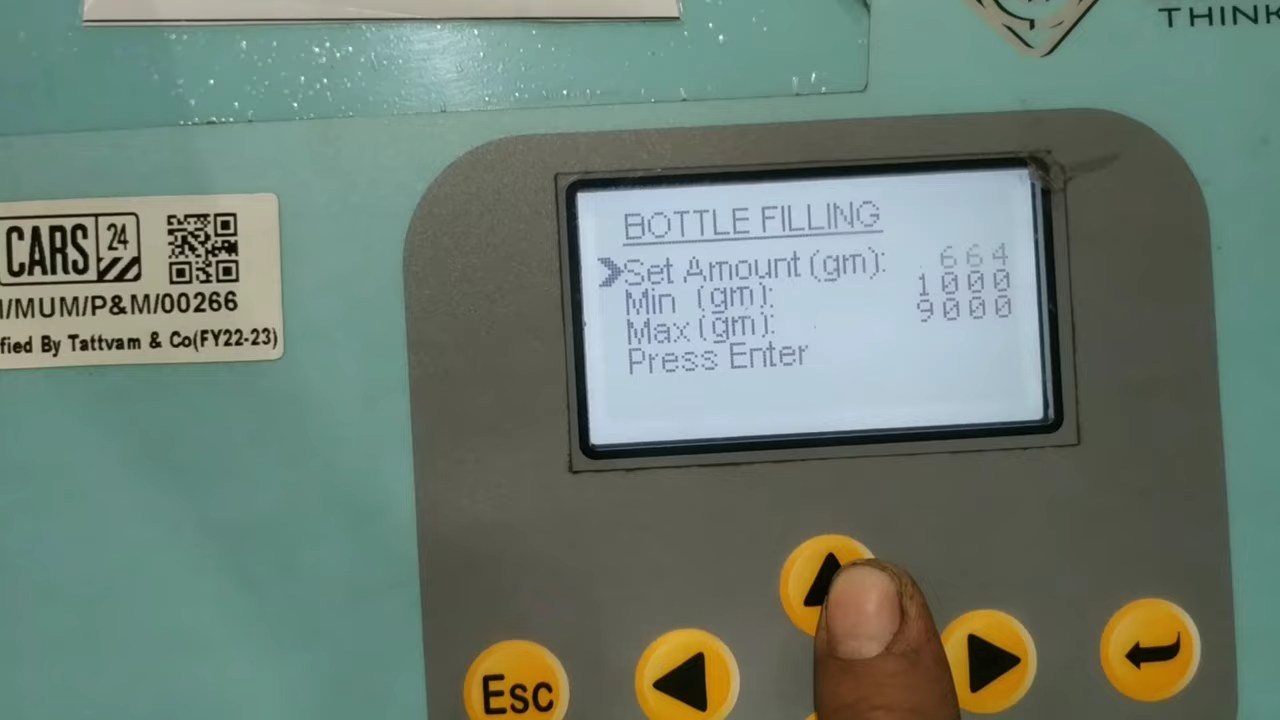 THINK
BOTTLE FILLING
Set Amount (gm): 664
Min (gm): 1000
Max (gm): 9000
Press Enter
CARS 24
/MUM/P&M/00266
fied By Tattvam & Co(FY22-23)
Esc